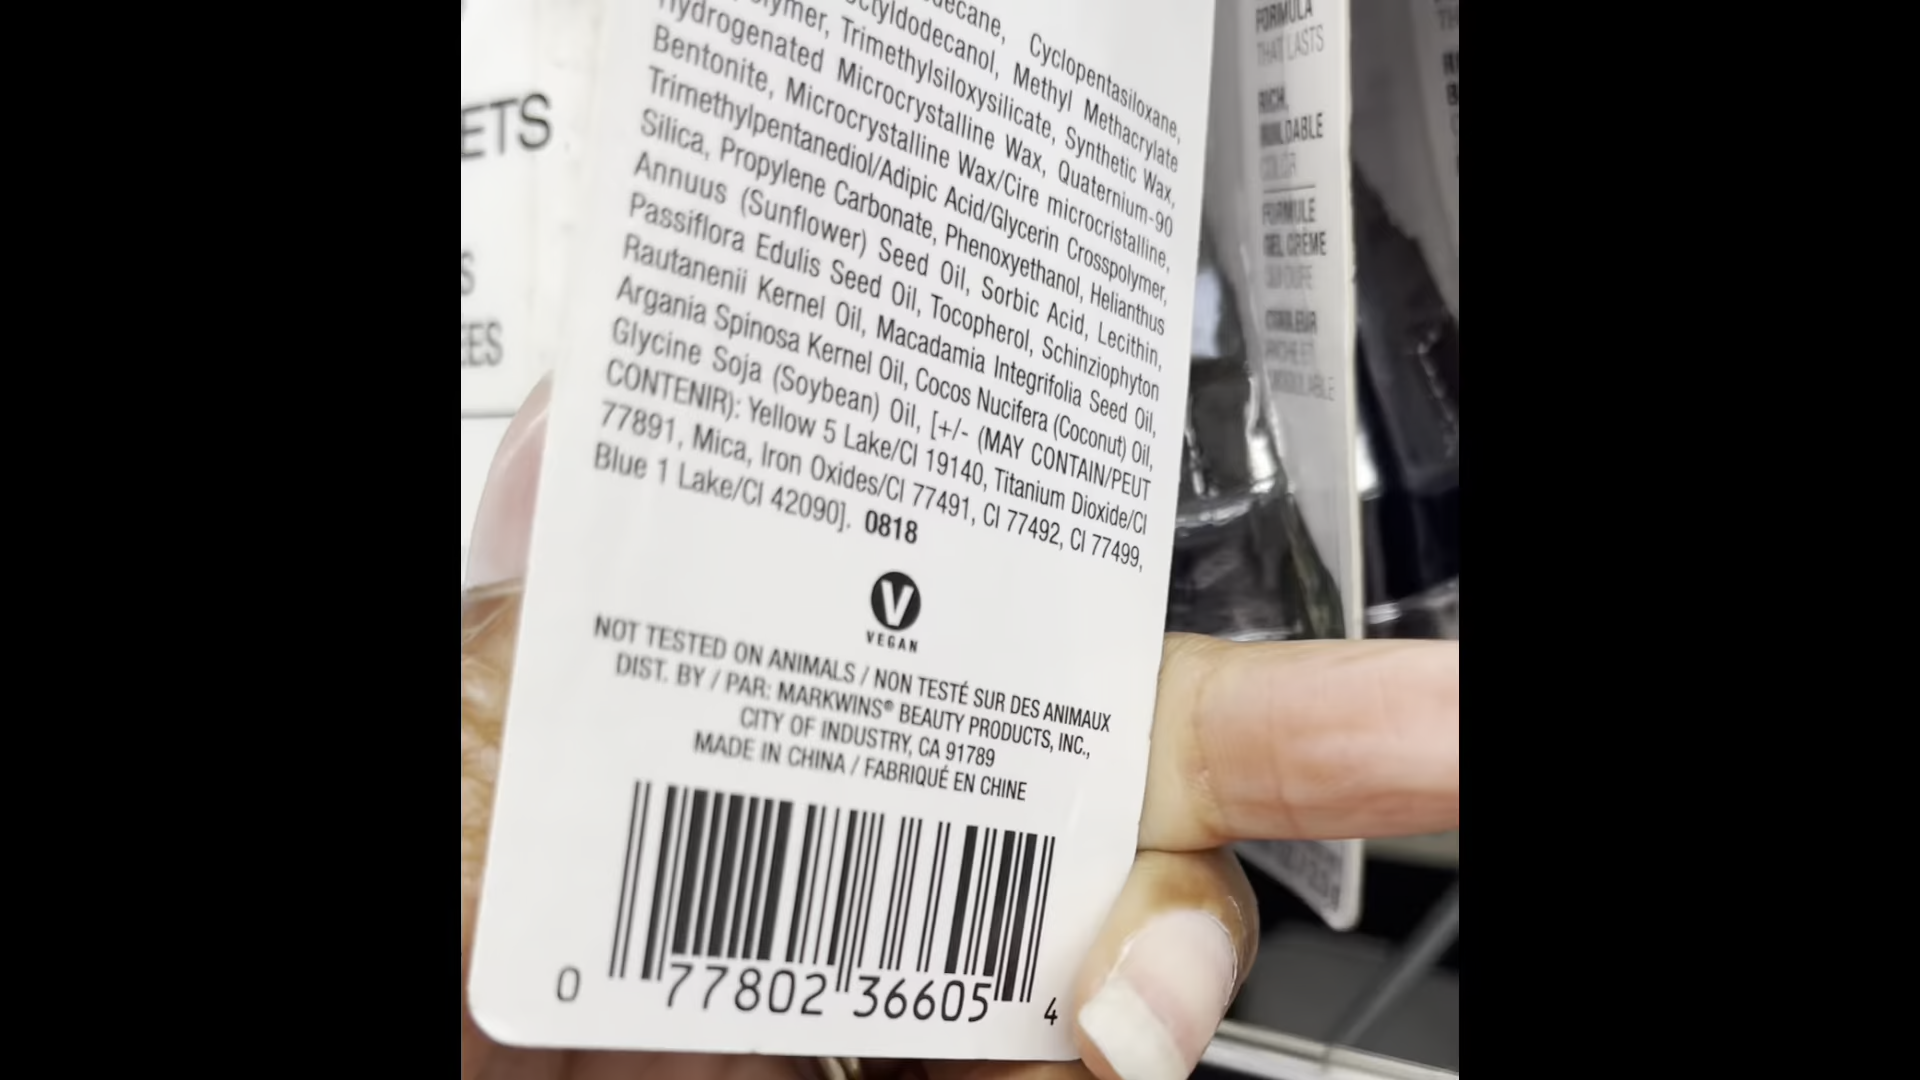 Cyclopentasiloxane,
Methyl Methacrylate
Trimethylsiloxysilicate, Synthetic Wax,
Hydrogenated Microcrystalline Wax, Quaternium-90
Bentonite, Microcrystalline Wax/Cire microcristalline,
Trimethylpentanediol/Adipic Acid/Glycerin Crosspolymer,
Silica, Propylene Carbonate, Phenoxyethanol, Helianthus
Annuus (Sunflower) Seed Oil, Sorbic Acid, Lecithin,
Passiflora Edulis Seed Oil, Tocopherol, Schinziophyton
Rautanenii Kernel Oil, Macadamia Integrifolia Seed Oil,
Argania Spinosa Kernel Oil, Cocos Nucifera (Coconut) Oil,
Glycine Soja (Soybean) Oil, [+/- (MAY CONTAIN/PEUT
CONTENIR): Yellow 5 Lake/CI 19140, Titanium Dioxide/CI
77891, Mica, Iron Oxides/CI 77491, CI 77492, CI 77499,
Blue 1 Lake/CI 42090]. 0818
V
VEGAN
NOT TESTED ON ANIMALS / NON TESTÉ SUR DES ANIMAUX
DIST. BY / PAR: MARKWINS® BEAUTY PRODUCTS, INC.,
CITY OF INDUSTRY, CA 91789
MADE IN CHINA / FABRIQUÉ EN CHINE
0 77802 36605 4
ETS
FORMULA
THAT LASTS
RICH,
BUILDABLE
COLOR
FORMULE
GEL CRÈME
QUI DURE
COULEUR
RICHE ET
MODULABLE